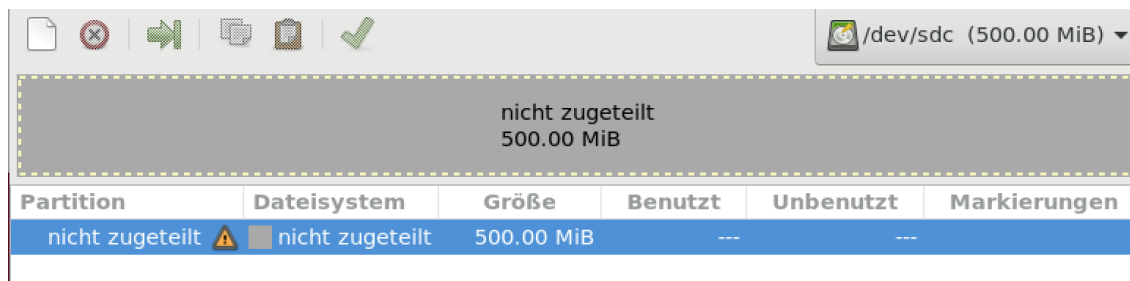 /dev/sdc (500.00 MiB)
nicht zugeteilt
500.00 MiB
Partition Dateisystem Größe Benutzt Unbenutzt Markierungen
nicht zugeteilt nicht zugeteilt 500.00 MiB --- ---